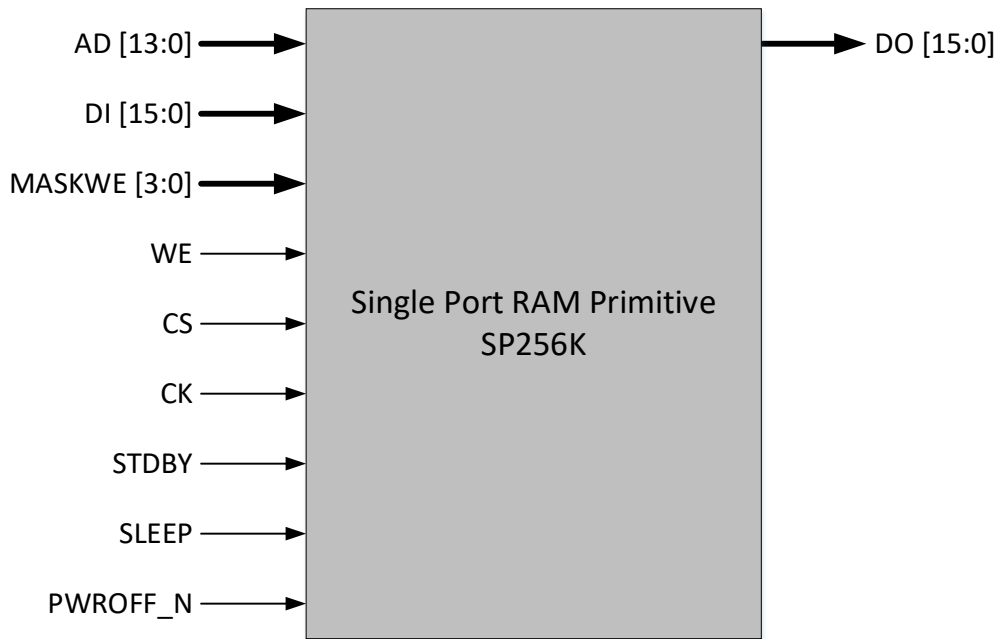 AD [13:0]
DO [15:0]
DI [15:0]
MASKWE [3:0]
WE
CS
CK
STDBY
SLEEP
PWROFF_N
Single Port RAM Primitive
SP256K